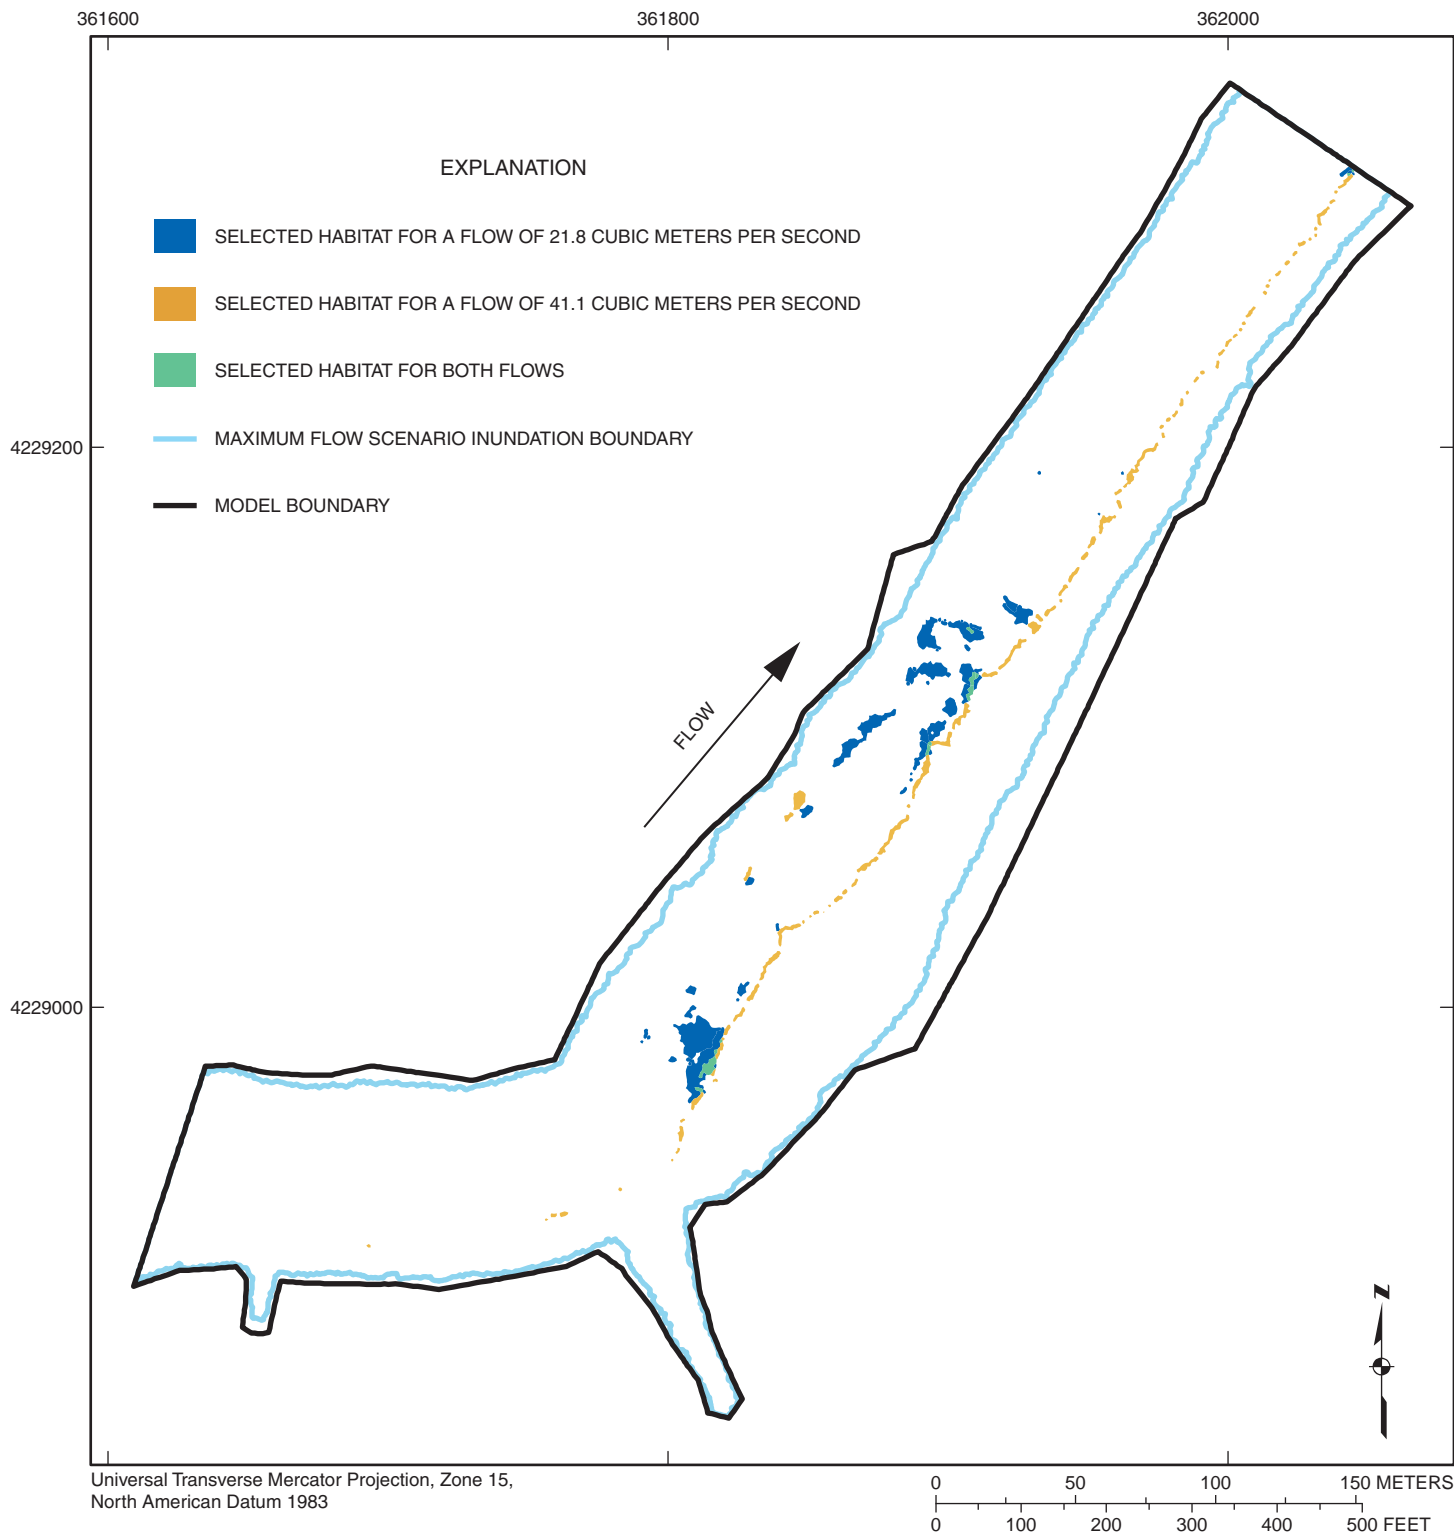 361600 361800 362000
EXPLANATION
SELECTED HABITAT FOR A FLOW OF 21.8 CUBIC METERS PER SECOND
SELECTED HABITAT FOR A FLOW OF 41.1 CUBIC METERS PER SECOND
SELECTED HABITAT FOR BOTH FLOWS
MAXIMUM FLOW SCENARIO INUNDATION BOUNDARY
4229200
MODEL BOUNDARY
FLOW
4229000
N
Universal Transverse Mercator Projection, Zone 15,
North American Datum 1983
0 50 100 150 METERS
0 100 200 300 400 500 FEET